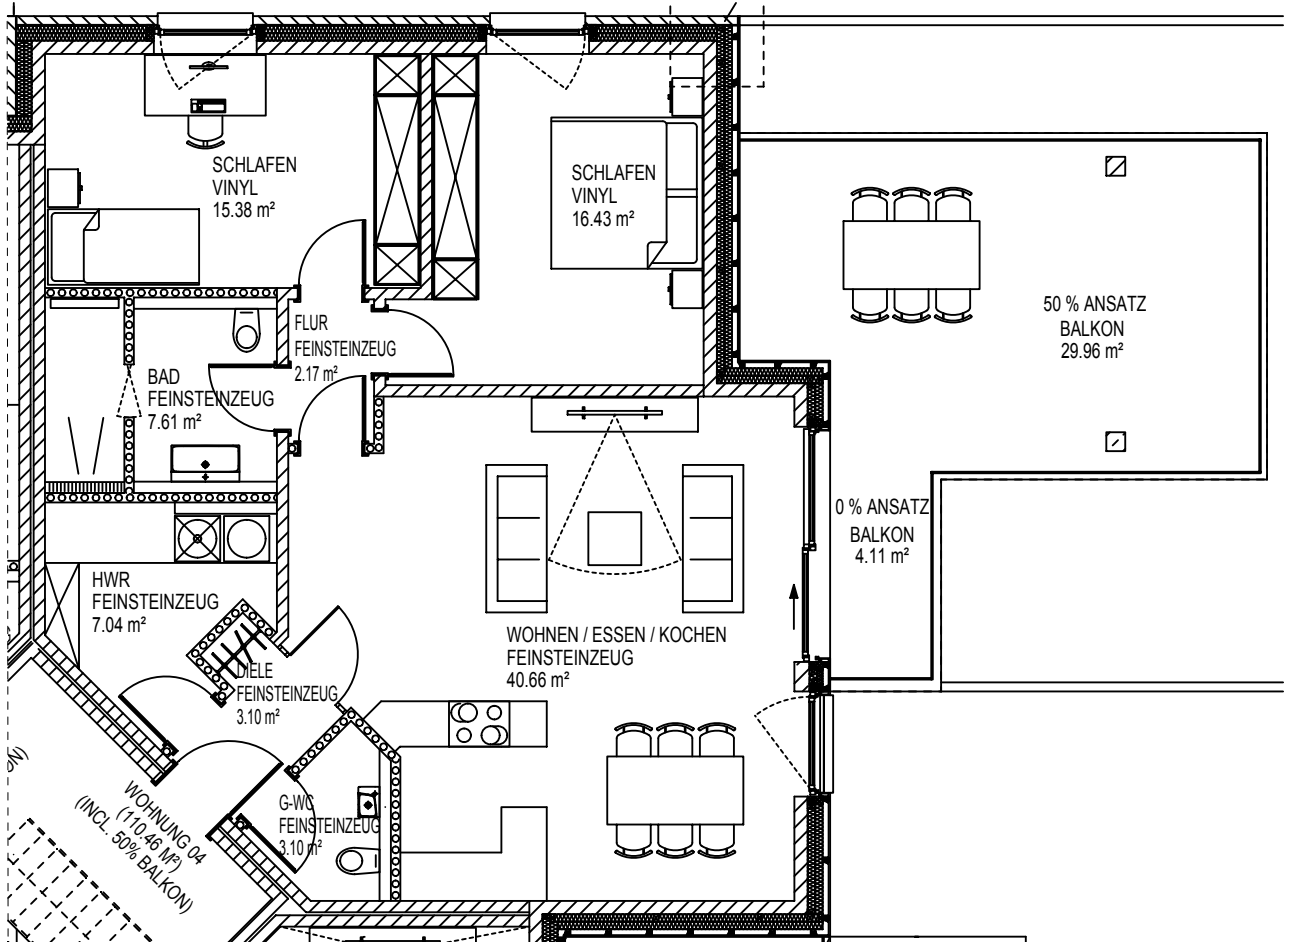 SCHLAFEN
VINYL
15.38 m²
SCHLAFEN
VINYL
16.43 m²
50 % ANSATZ
BALKON
29.96 m²
FLUR
FEINSTEINZEUG
2.17 m²
BAD
FEINSTEINZEUG
7.61 m²
0 % ANSATZ
BALKON
4.11 m²
HWR
FEINSTEINZEUG
7.04 m²
WOHNEN / ESSEN / KOCHEN
FEINSTEINZEUG
40.66 m²
DIELE
FEINSTEINZEUG
3.10 m²
G-WC
FEINSTEINZEUG
3.10 m²
WOHNUNG 04
(110.46 M²)
(INCL. 50% BALKON)